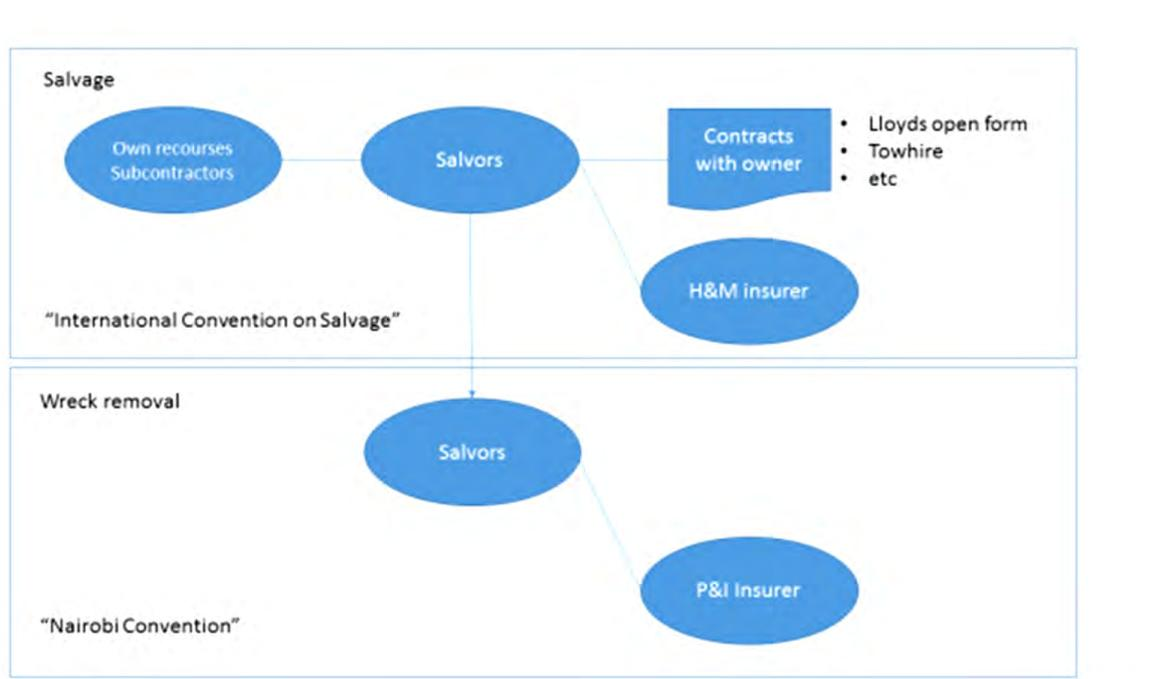 Salvage
Own recourses
Subcontractors
Salvors
Contracts
with owner
• Lloyds open form
• Towhire
• etc
H&M insurer
“International Convention on Salvage”
Wreck removal
Salvors
P&I Insurer
“Nairobi Convention”